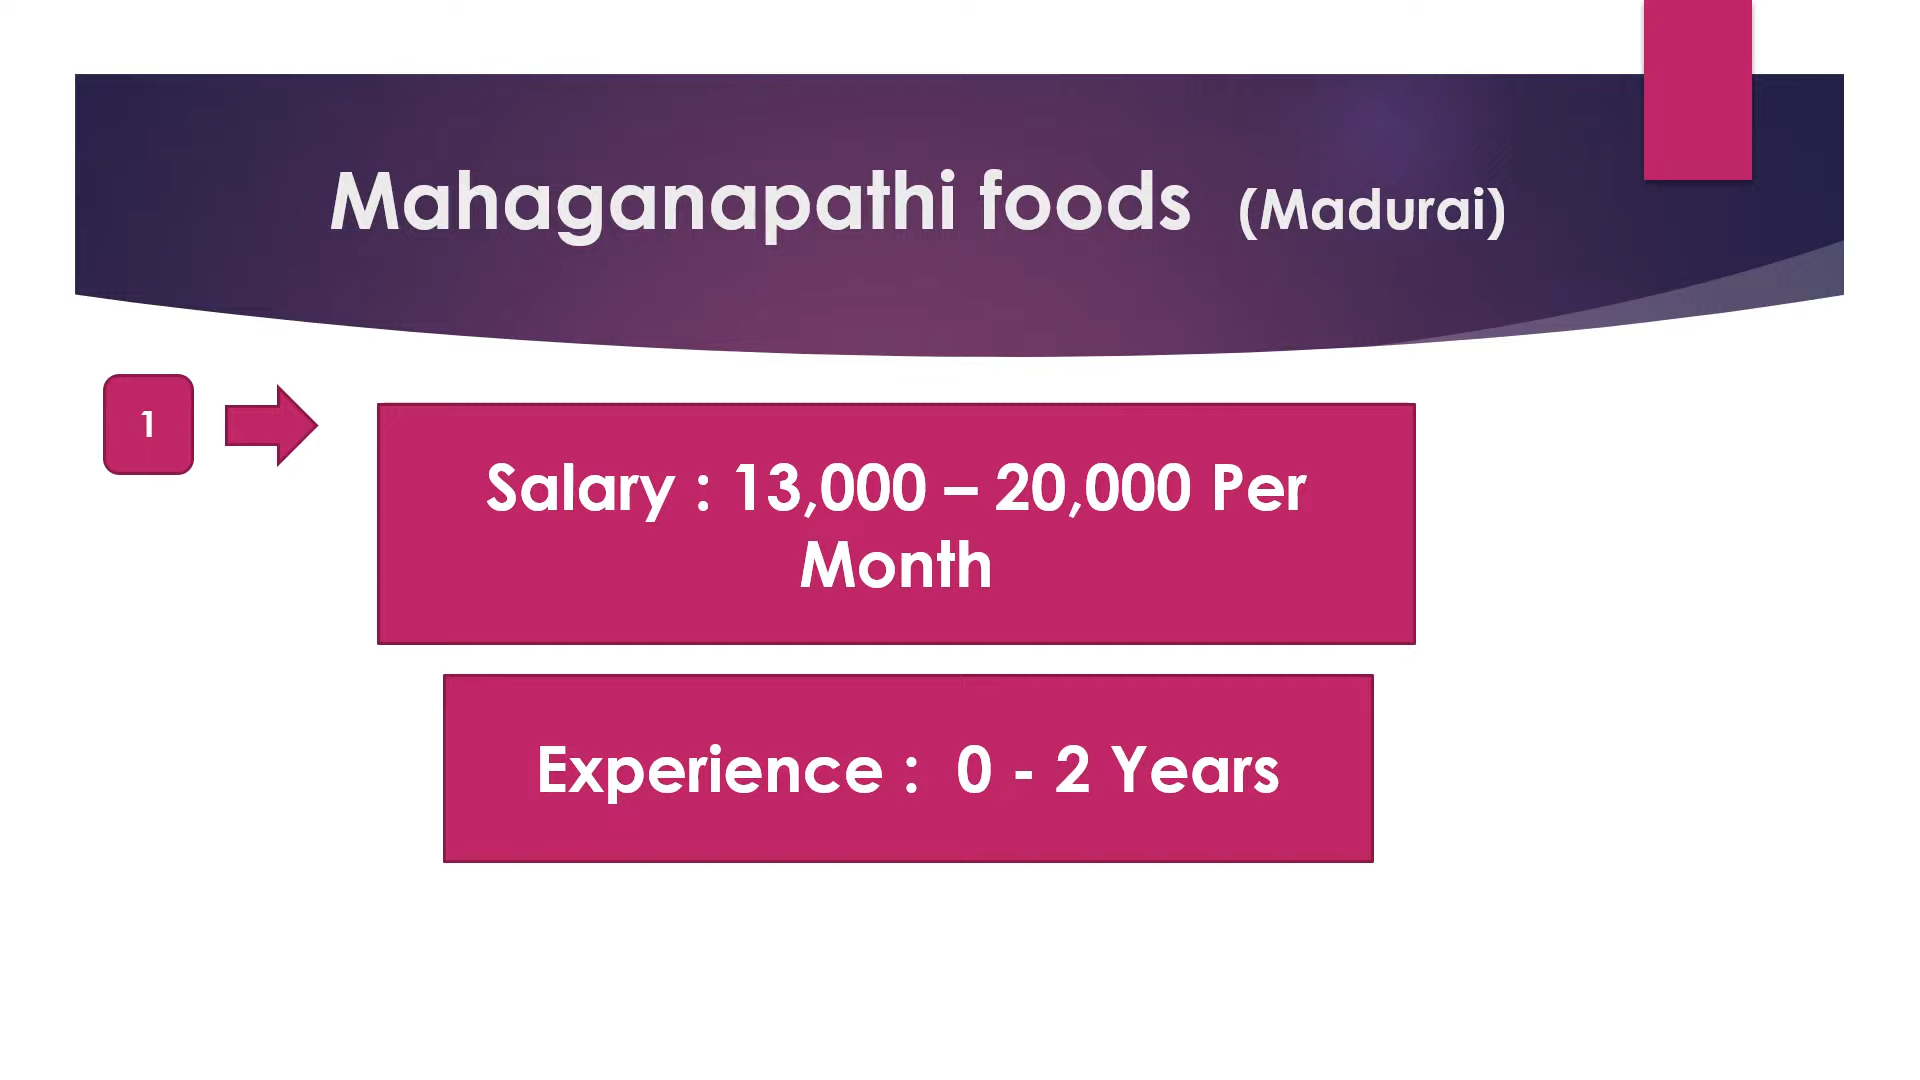 Mahaganapathi foods (Madurai)
1
Salary : 13,000 – 20,000 Per
Month
Experience : 0 - 2 Years